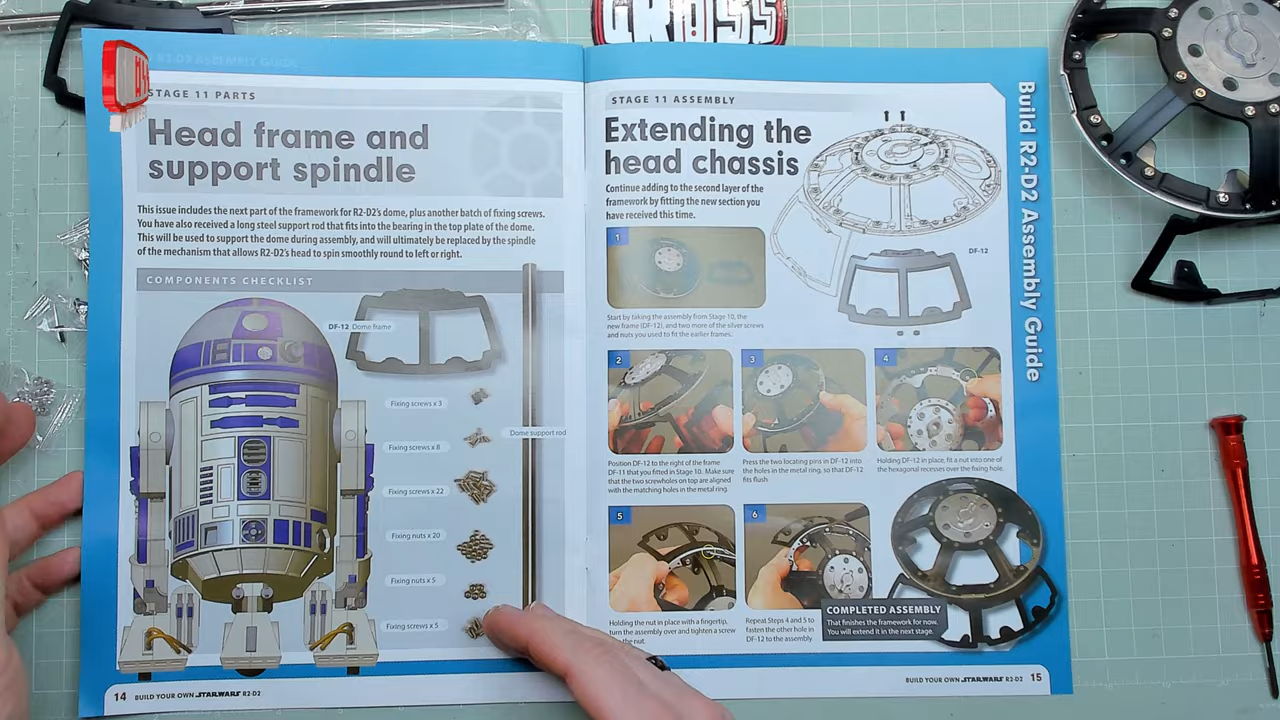 CROSS
R2-D2 ASSEMBLY GUIDE
STAGE 11 PARTS
Head frame and
support spindle
This issue includes the next part of the framework for R2-D2's dome, plus another batch of fixing screws.
You have also received a long steel support rod that fits into the bearing in the top plate of the dome.
This will be used to support the dome during assembly, and will ultimately be replaced by the spindle
of the mechanism that allows R2-D2's head to spin smoothly round to left or right.
COMPONENTS CHECKLIST
DF-12 Dome frame
Fixing screws x 3
Dome support rod
Fixing screws x 8
Fixing screws x 22
Fixing nuts x 20
Fixing nuts x 5
Fixing screws x 5
14 BUILD YOUR OWN STAR WARS R2-D2
STAGE 11 ASSEMBLY
Extending the
head chassis
Continue adding to the second layer of the
framework by fitting the new section you
have received this time.
DF-12
1
Start by taking the assembly from Stage 10, the
new frame (DF-12), and two more of the silver screws
and nuts you used to fit the earlier frames.
2
Position DF-12 to the right of the frame
DF-11 that you fitted in Stage 10. Make sure
that the two screwholes on top are aligned
with the matching holes in the metal ring.
3
Press the two locating pins in DF-12 into
the holes in the metal ring, so that DF-12
fits flush
4
Holding DF-12 in place, fit a nut into one of
the hexagonal recesses over the fixing hole.
5
Holding the nut in place with a fingertip,
turn the assembly over and tighten a screw
the nut.
6
Repeat Steps 4 and 5 to
fasten the other hole in
DF-12 to the assembly.
COMPLETED ASSEMBLY
That finishes the framework for now.
You will extend it in the next stage.
BUILD YOUR OWN STAR WARS R2-D2 15
Build R2-D2 Assembly Guide